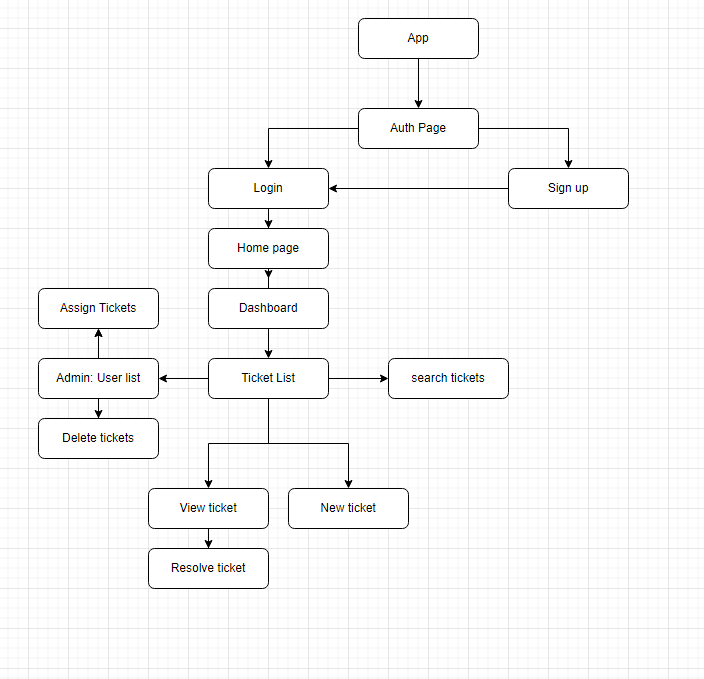 App
Auth Page
Login
Sign up
Home page
Assign Tickets
Dashboard
Admin: User list
Ticket List
search tickets
Delete tickets
View ticket
New ticket
Resolve ticket